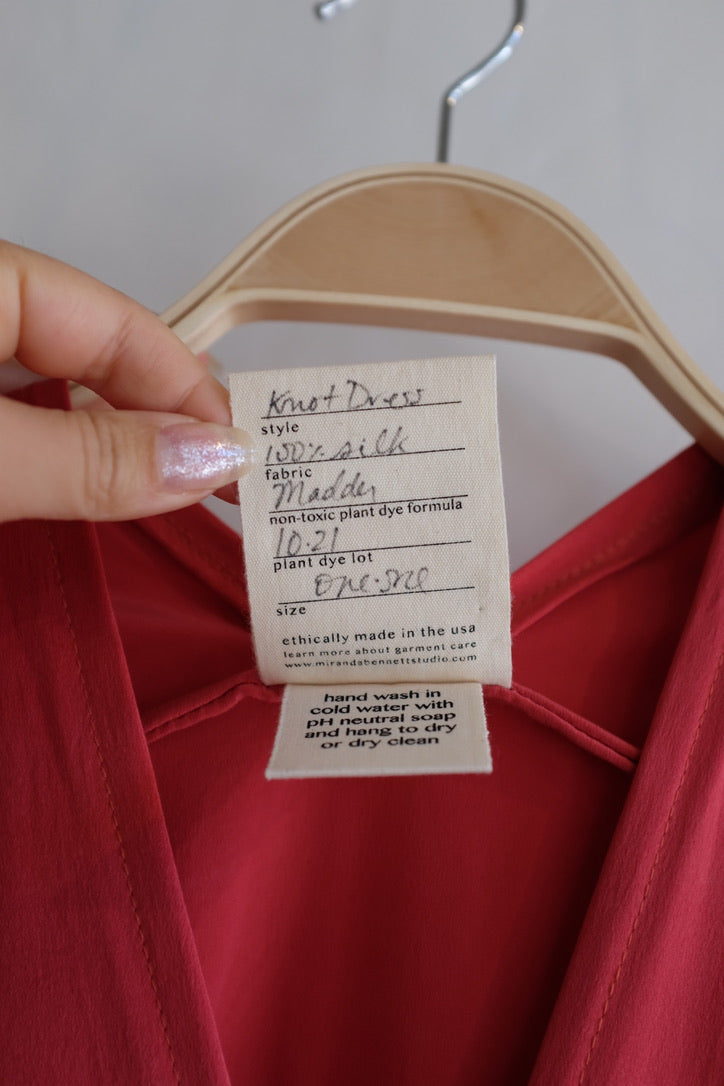 Knot Dress
style
100% silk
fabric
Madder
non-toxic plant dye formula
10.21
plant dye lot
one.size
size
ethically made in the usa
learn more about garment care
www.mirandabennettstudio.com
hand wash in
cold water with
pH neutral soap
and hang to dry
or dry clean